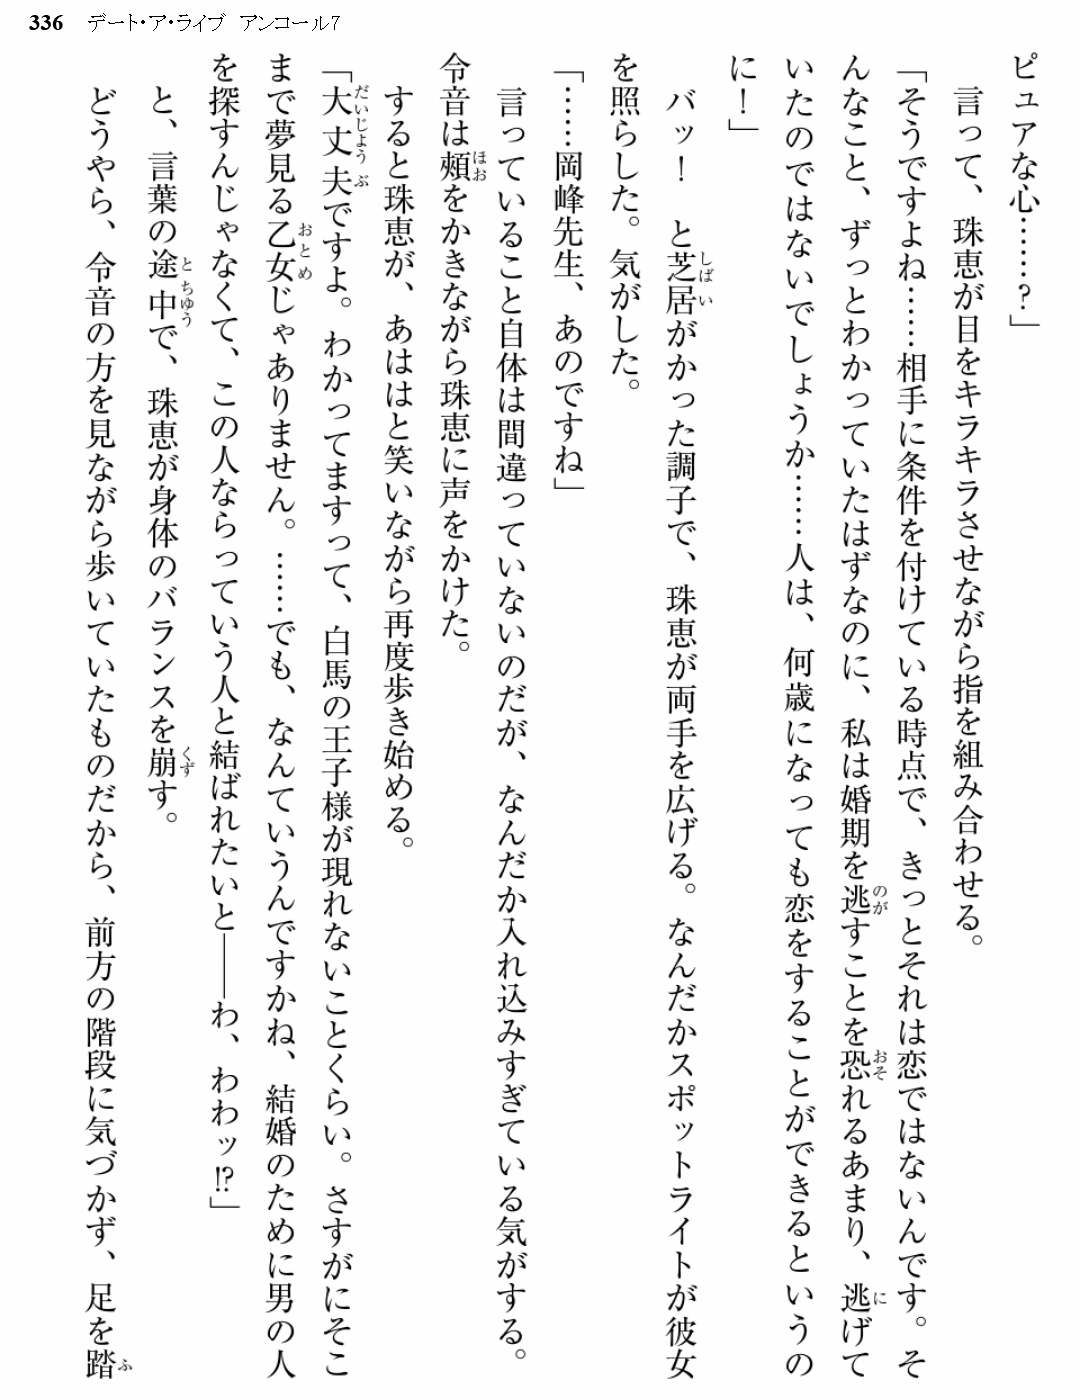 336 デート・ア・ライブ アンコール7
ピュアな心……?」
言って、珠恵が目をキラキラさせながら指を組み合わせる。
「そうですよね……相手に条件を付けている時点で、きっとそれは恋ではないんです。そ
んなこと、ずっとわかっていたはずなのに、私は婚期を逃すことを恐れるあまり、逃げて
いたのではないでしょうか……人は、何歳になっても恋をすることができるというの
に!」
バッ! と芝居がかった調子で、珠恵が両手を広げる。なんだかスポットライトが彼女
を照らした。気がした。
「……岡峰先生、あのですね」
言っていること自体は間違っていないのだが、なんだか入れ込みすぎている気がする。
令音は頰をかきながら珠恵に声をかけた。
すると珠恵が、あははと笑いながら再度歩き始める。
「大丈夫ですよ。わかってますって、白馬の王子様が現れないことくらい。さすがにそこ
まで夢見る乙女じゃありません。……でも、なんていうんですかね、結婚のために男の人
を探すんじゃなくて、この人ならっていう人と結ばれたいと――わ、わわッ!?」
と、言葉の途中で、珠恵が身体のバランスを崩す。
どうやら、令音の方を見ながら歩いていたものだから、前方の階段に気づかず、足を踏